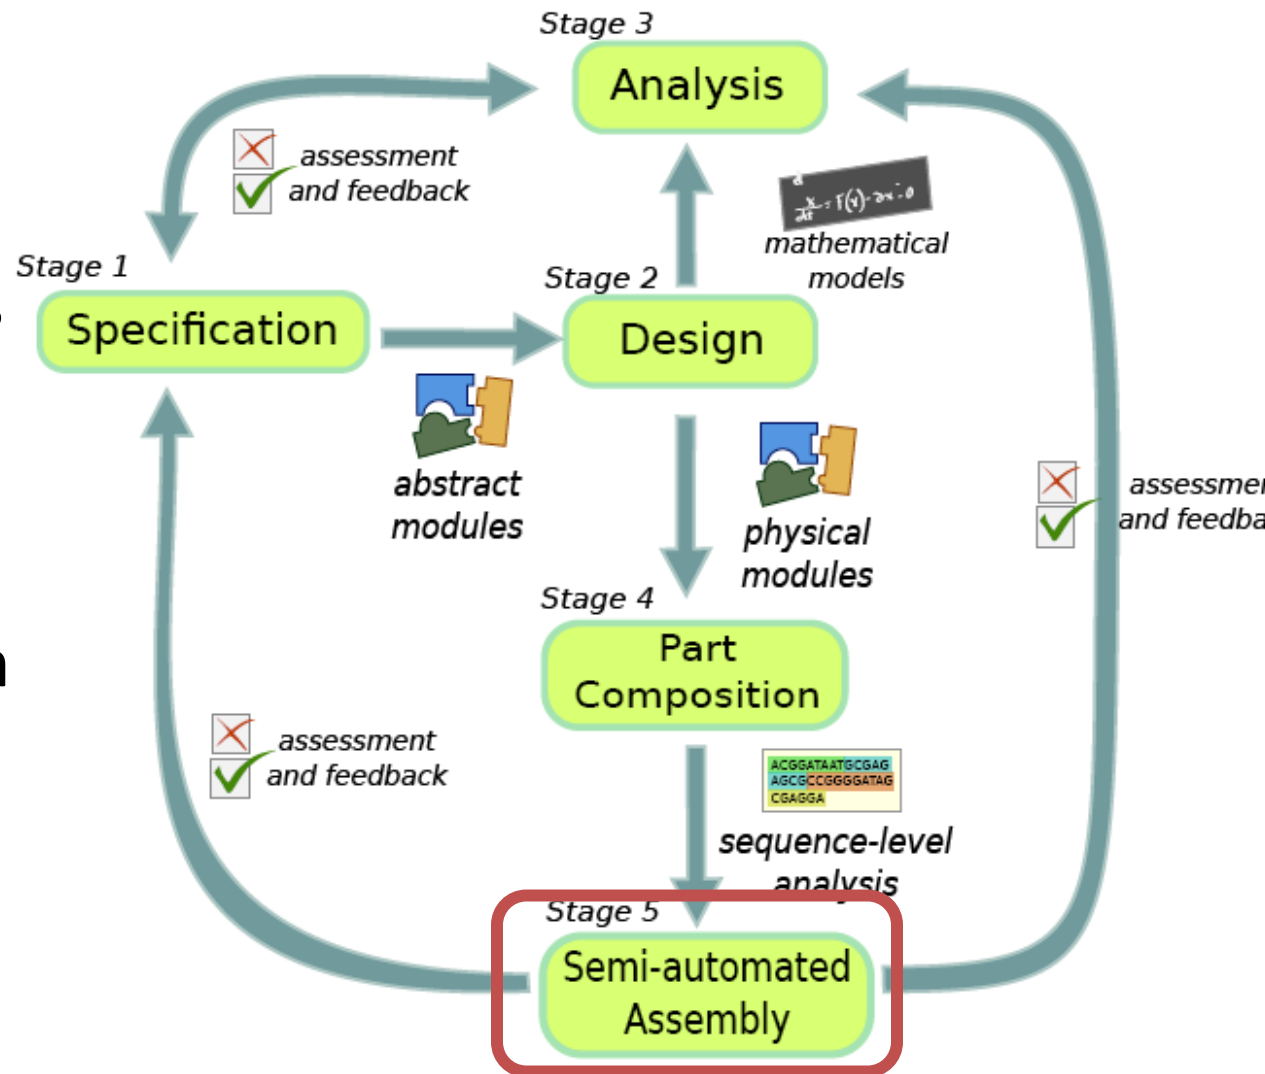 Stage 3
Analysis
assessment
and feedback
mathematical
models
Stage 1
Specification
Stage 2
Design
abstract
modules
physical
modules
assessmen
and feedba
Stage 4
Part
Composition
assessment
and feedback
ACGGATAATGCGAG
AGCGCCGGGGATAG
CGAGGA
sequence-level
analysis
Stage 5
Semi-automated
Assembly